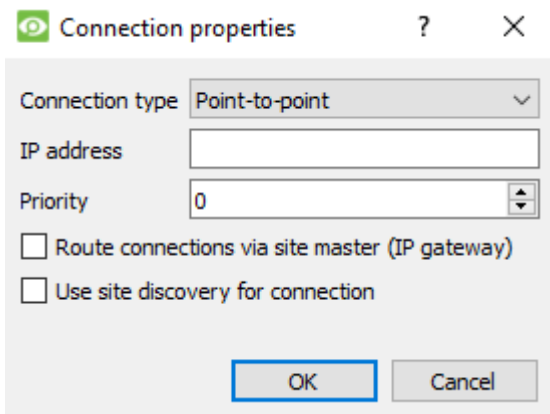 Connection properties ?
Connection type Point-to-point
IP address
Priority 0
Route connections via site master (IP gateway)
Use site discovery for connection
OK Cancel